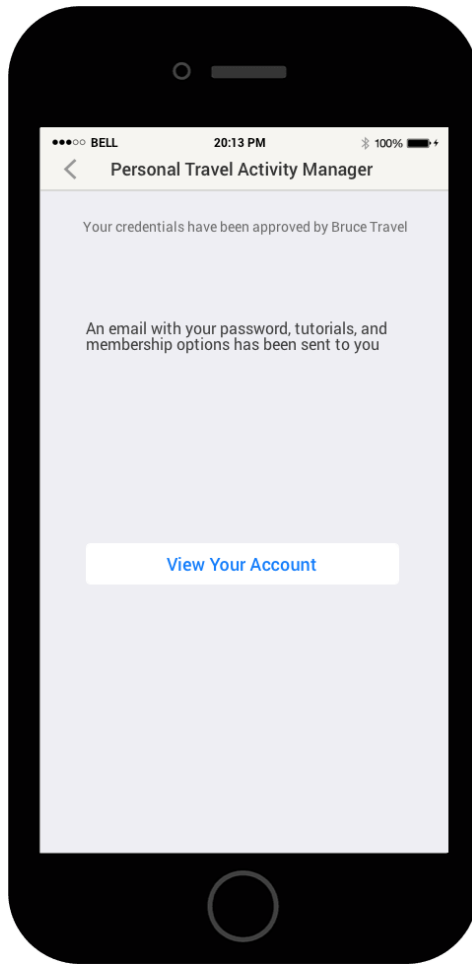 BELL 20:13 PM 100%
Personal Travel Activity Manager
Your credentials have been approved by Bruce Travel
An email with your password, tutorials, and
membership options has been sent to you
View Your Account